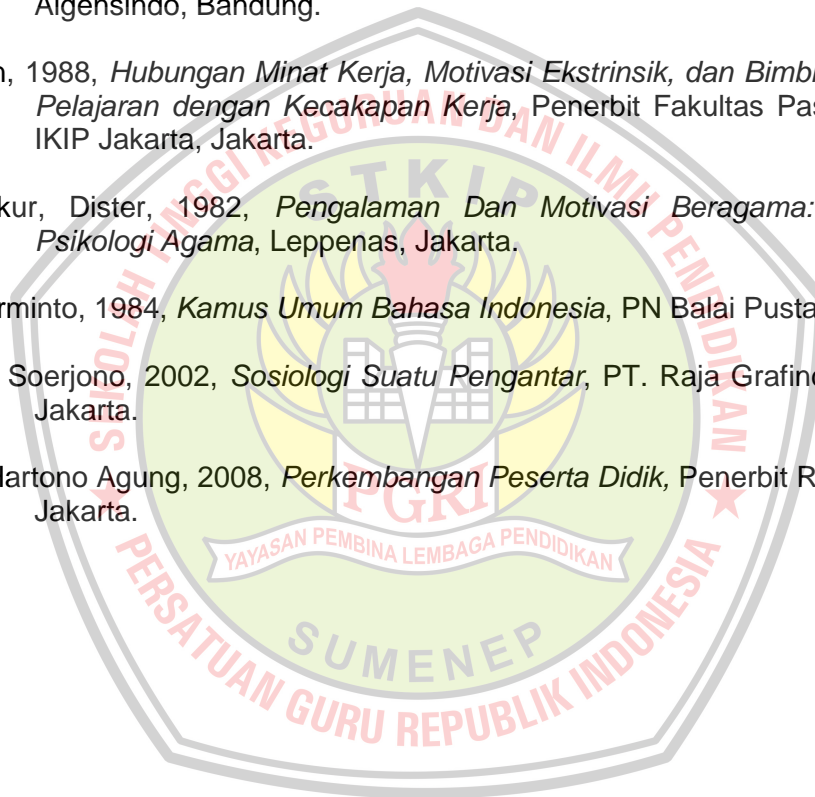 Algensindo, Bandung.
n, 1988, Hubungan Minat Kerja, Motivasi Ekstrinsik, dan Bimbi
Pelajaran dengan Kecakapan Kerja, Penerbit Fakultas Pas
IKIP Jakarta, Jakarta.
kur, Dister, 1982, Pengalaman Dan Motivasi Beragama:
Psikologi Agama, Leppenas, Jakarta.
rminto, 1984, Kamus Umum Bahasa Indonesia, PN Balai Pusta
Soerjono, 2002, Sosiologi Suatu Pengantar, PT. Raja Grafind
Jakarta.
Hartono Agung, 2008, Perkembangan Peserta Didik, Penerbit R
Jakarta.
SEKOLAH TINGGI KEGURUAN DAN ILMU PENDIDIKAN
STKIP
PGRI
YAYASAN PEMBINA LEMBAGA PENDIDIKAN
SUMENEP
PERSATUAN GURU REPUBLIK INDONESIA